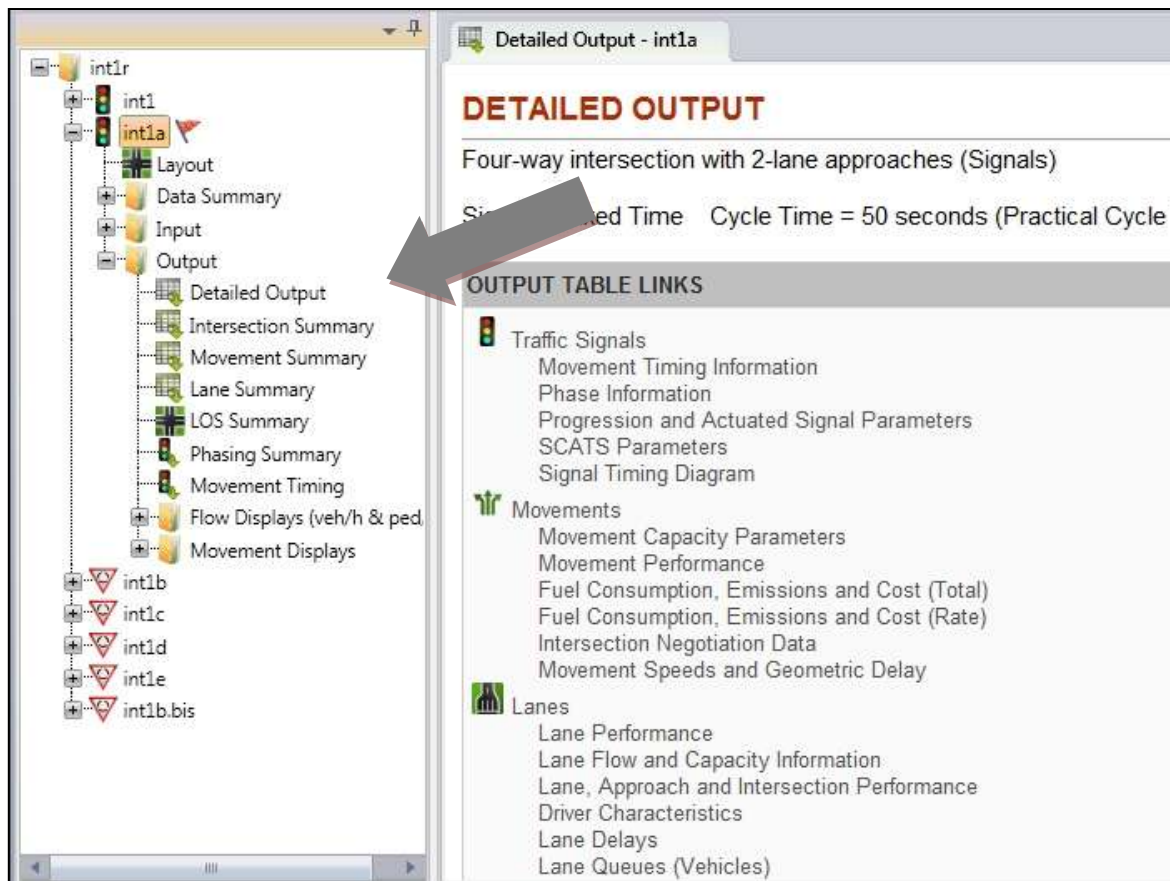 int1r
int1
int1a
Layout
Data Summary
Input
Output
Detailed Output
Intersection Summary
Movement Summary
Lane Summary
LOS Summary
Phasing Summary
Movement Timing
Flow Displays (veh/h & ped,
Movement Displays
int1b
int1c
int1d
int1e
int1b.bis
Detailed Output - int1a
DETAILED OUTPUT
Four-way intersection with 2-lane approaches (Signals)
Time Cycle Time = 50 seconds (Practical Cycle
OUTPUT TABLE LINKS
Traffic Signals
Movement Timing Information
Phase Information
Progression and Actuated Signal Parameters
SCATS Parameters
Signal Timing Diagram
Movements
Movement Capacity Parameters
Movement Performance
Fuel Consumption, Emissions and Cost (Total)
Fuel Consumption, Emissions and Cost (Rate)
Intersection Negotiation Data
Movement Speeds and Geometric Delay
Lanes
Lane Performance
Lane Flow and Capacity Information
Lane, Approach and Intersection Performance
Driver Characteristics
Lane Delays
Lane Queues (Vehicles)